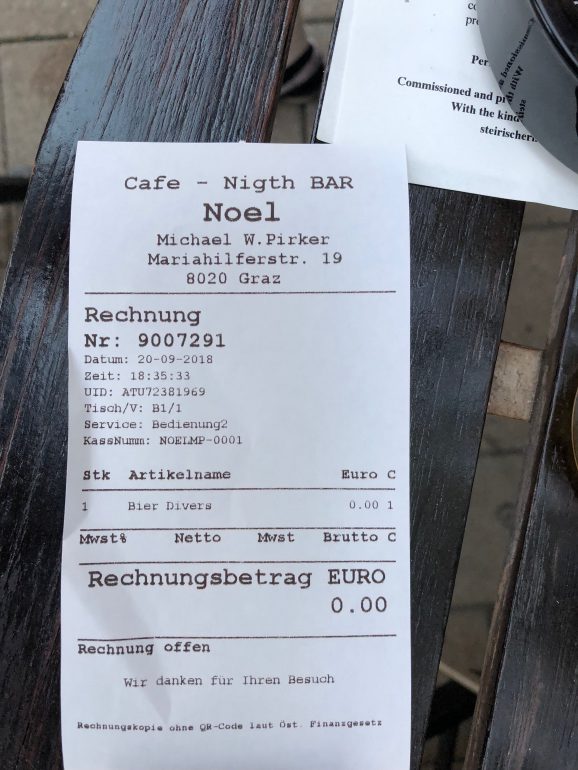 Per
Commissioned and
With the kind
steirischen
Cafe - Nigth BAR
Noel
Michael W.Pirker
Mariahilferstr. 19
8020 Graz
Rechnung
Nr: 9007291
Datum: 20-09-2018
Zeit: 18:35:33
UID: ATU72381969
Tisch/V: B1/1
Service: Bedienung2
KassNumm: NOELMP-0001
Stk Artikelname Euro C
1 Bier Divers 0.00 1
Mwst% Netto Mwst Brutto C
Rechnungsbetrag EURO
0.00
Rechnung offen
Wir danken für Ihren Besuch
Rechnungskopie ohne QR-Code laut Öst. Finanzgesetz